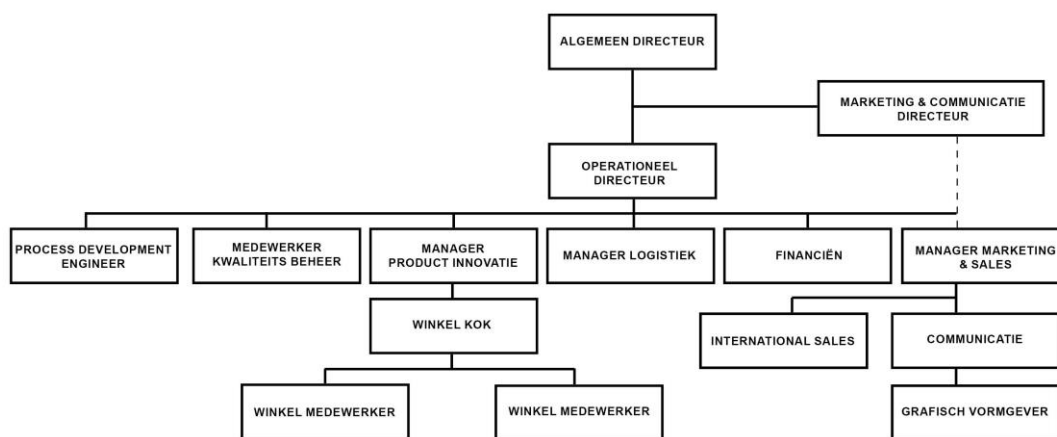 ALGEMEEN DIRECTEUR
MARKETING & COMMUNICATIE
DIRECTEUR
OPERATIONEEL
DIRECTEUR
PROCESS DEVELOPMENT
ENGINEER
MEDEWERKER
KWALITEITS BEHEER
MANAGER
PRODUCT INNOVATIE
MANAGER LOGISTIEK
FINANCIËN
MANAGER MARKETING
& SALES
WINKEL KOK
INTERNATIONAL SALES
COMMUNICATIE
WINKEL MEDEWERKER
WINKEL MEDEWERKER
GRAFISCH VORMGEVER